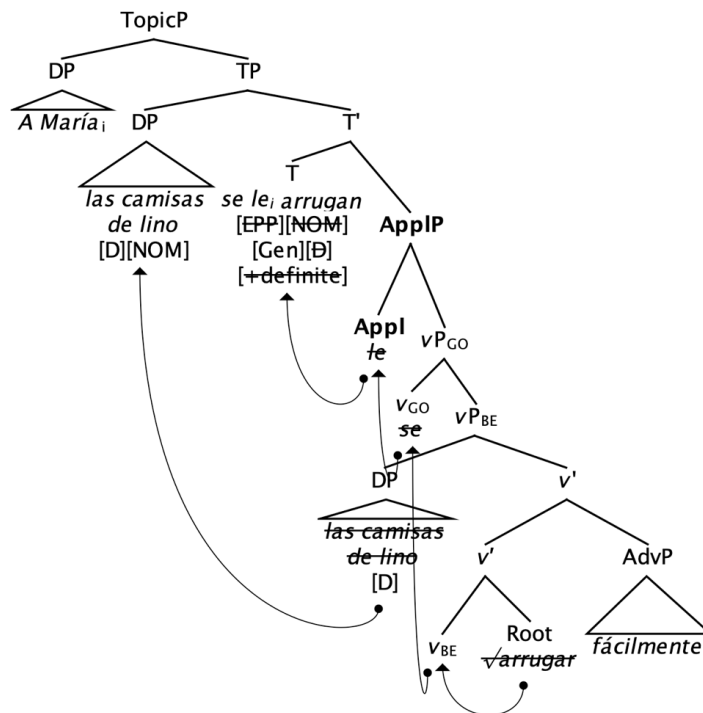 TopicP
DP TP
A María i DP T'
T
las camisas se le i arrugan
de lino [EPP][NOM] ApplP
[D][NOM] [Gen][D]
[+definite]
Appl vP GO
le
v GO vP BE
se
DP v'
las camisas
de lino v' AdvP
[D]
v BE Root fácilmente
√arrugar